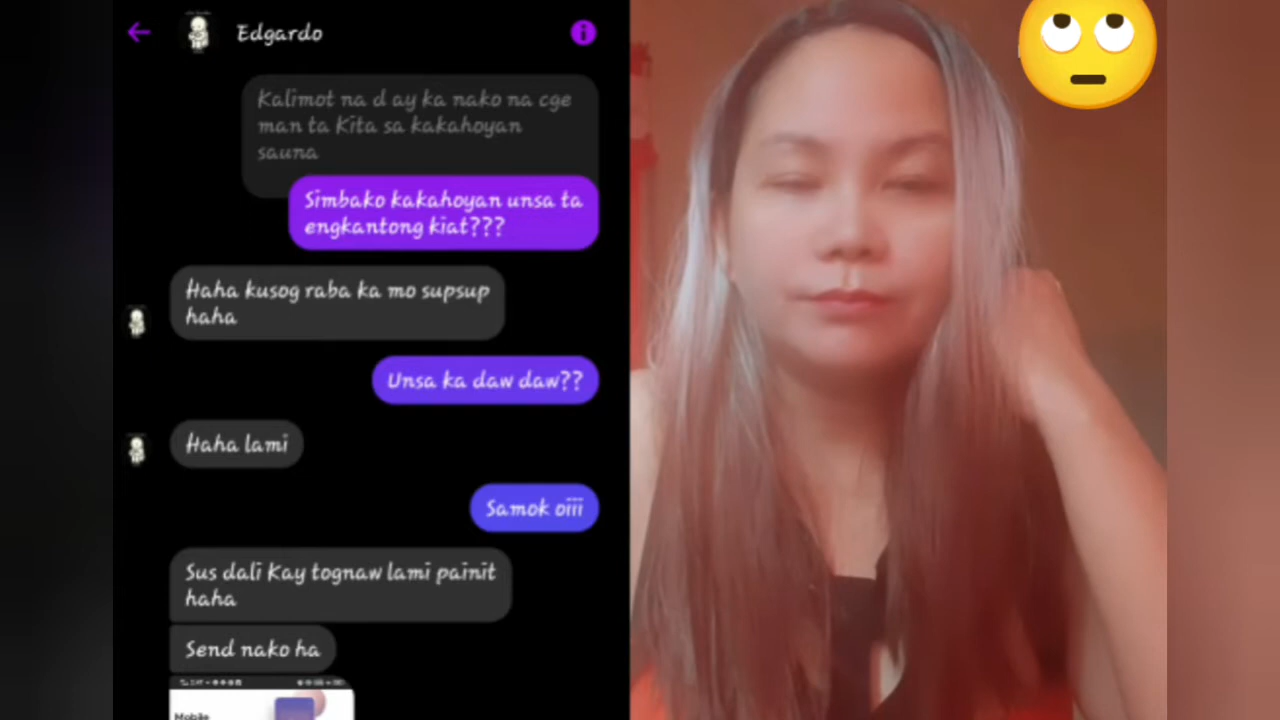 Edgardo
Kalimot na d ay ka nako na cge
man ta Kita sa kakahoyan
sauna
Simbako kakahoyan unsa ta
engkantong kiat???
Haha kusog raba ka mo supsup
haha
Unsa ka daw daw??
Haha lami
Samok oiii
Sus dali Kay tognaw lami painit
haha
Send nako ha
Mobile